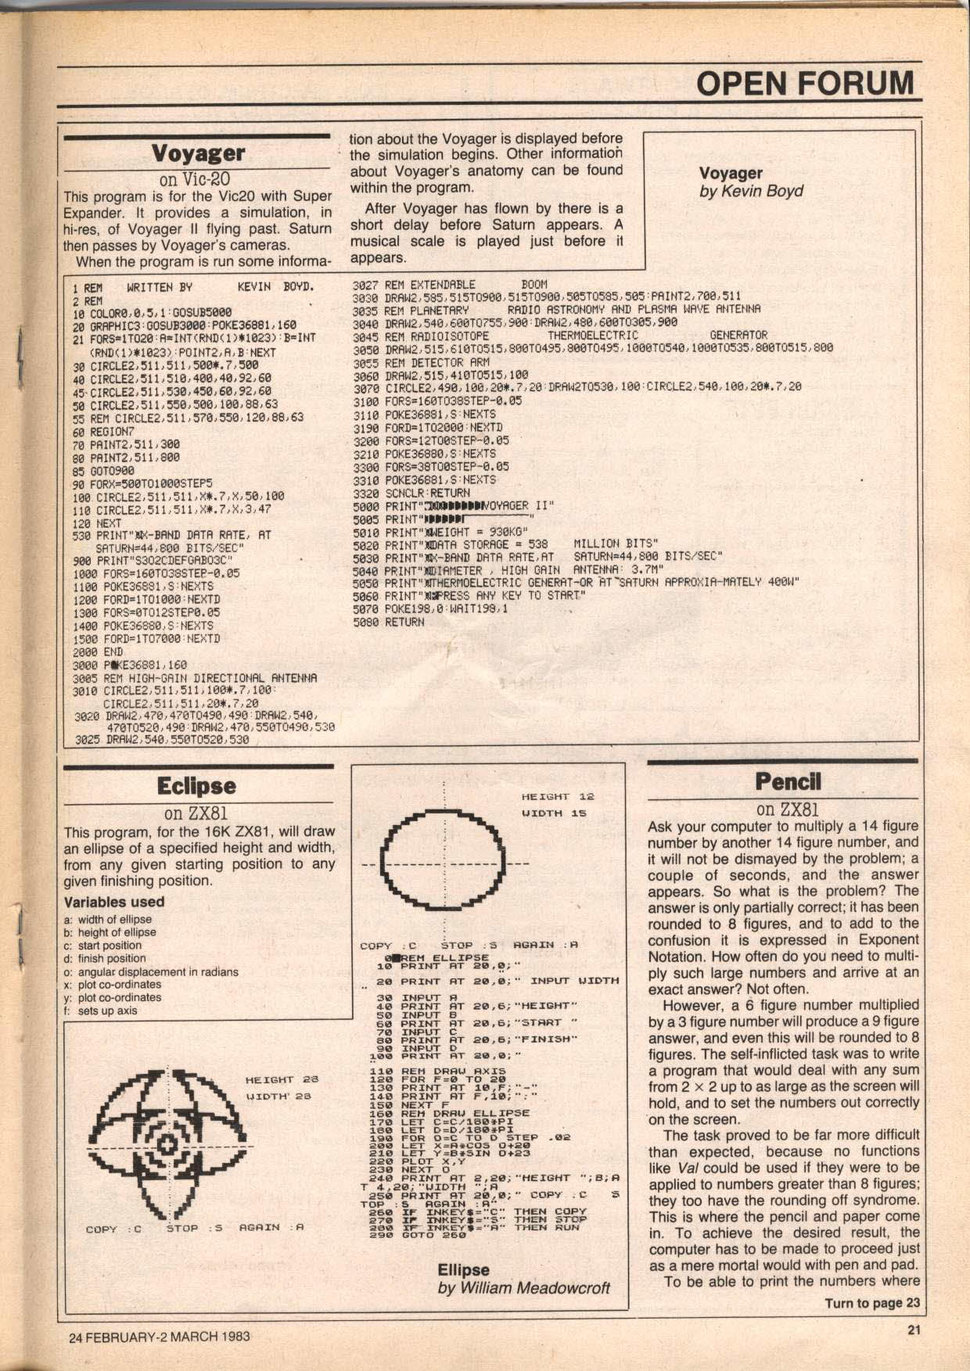 OPEN FORUM
Voyager
on Vic-20
This program is for the Vic20 with Super
Expander. It provides a simulation, in
hi-res, of Voyager II flying past. Saturn
then passes by Voyager's cameras.
When the program is run some informa-
tion about the Voyager is displayed before
the simulation begins. Other information
about Voyager's anatomy can be found
within the program.
After Voyager has flown by there is a
short delay before Saturn appears. A
musical scale is played just before it
appears.
Voyager
by Kevin Boyd
1 REM WRITTEN BY KEVIN BOYD.
2 REM
10 COLOR0,0,5,1:GOSUB5000
20 GRAPHIC3:GOSUB3000:POKE36881,160
21 FORS=1TO20:A=INT(RND(1)*1023):B=INT
(RND(1)*1023):POINT2,A,B:NEXT
30 CIRCLE2,511,511,500*.7,500
40 CIRCLE2,511,510,400,40,92,60
45 CIRCLE2,511,530,450,60,92,60
50 CIRCLE2,511,550,500,100,88,63
55 REM CIRCLE2,511,570,550,120,88,63
60 REGION7
70 PAINT2,511,300
80 PAINT2,511,800
85 GOTO900
90 FORX=500TO1000STEP5
100 CIRCLE2,511,511,X*.7,X,50,100
110 CIRCLE2,511,511,X*.7,X,3,47
120 NEXT
530 PRINT"X-BAND DATA RATE, AT
SATURN=44,800 BITS/SEC"
900 PRINT"S3O2CDEFGABO3C"
1000 FORS=160TO38STEP-0.05
1100 POKE36881,S:NEXTS
1200 FORD=1TO1000:NEXTD
1300 FORS=0TO12STEP0.05
1400 POKE36880,S:NEXTS
1500 FORD=1TO7000:NEXTD
2000 END
3000 POKE36881,160
3005 REM HIGH-GAIN DIRECTIONAL ANTENNA
3010 CIRCLE2,511,511,100*.7,100:
CIRCLE2,511,511,20*.7,20
3020 DRAW2,470,470TO490,490:DRAW2,540,
470TO520,490:DRAW2,470,550TO490,530
3025 DRAW2,540,550TO520,530
3027 REM EXTENDABLE BOOM
3030 DRAW2,585,515TO900,515TO900,505TO585,505:PAINT2,700,511
3035 REM PLANETARY RADIO ASTRONOMY AND PLASMA WAVE ANTENNA
3040 DRAW2,540,600TO755,900:DRAW2,480,600TO305,900
3045 REM RADIOISOTOPE THERMOELECTRIC GENERATOR
3050 DRAW2,515,610TO515,800TO495,800TO495,1000TO540,1000TO535,800TO515,800
3055 REM DETECTOR ARM
3060 DRAW2,515,410TO515,100
3070 CIRCLE2,490,100,20*.7,20:DRAW2TO530,100:CIRCLE2,540,100,20*.7,20
3100 FORS=160TO38STEP-0.05
3110 POKE36881,S:NEXTS
3190 FORD=1TO2000:NEXTD
3200 FORS=12TO0STEP-0.05
3210 POKE36880,S:NEXTS
3300 FORS=38TO0STEP-0.05
3310 POKE36881,S:NEXTS
3320 SCNCLR:RETURN
5000 PRINT"VOYAGER II"
5005 PRINT"
5010 PRINT"WEIGHT = 930KG"
5020 PRINT"DATA STORAGE = 538 MILLION BITS"
5030 PRINT"X-BAND DATA RATE,AT SATURN=44,800 BITS/SEC"
5040 PRINT"DIAMETER , HIGH GAIN ANTENNA: 3.7M"
5050 PRINT"THERMOELECTRIC GENERAT-OR AT SATURN APPROXIA-MATELY 400W"
5060 PRINT"PRESS ANY KEY TO START"
5070 POKE198,0:WAIT198,1
5080 RETURN
Eclipse
on ZX81
This program, for the 16K ZX81, will draw
an ellipse of a specified height and width,
from any given starting position to any
given finishing position.
Variables used
a: width of ellipse
b: height of ellipse
c: start position
d: finish position
o: angular displacement in radians
x: plot co-ordinates
y: plot co-ordinates
f: sets up axis
HEIGHT 28
WIDTH 28
COPY :C STOP :S AGAIN :A
HEIGHT 12
WIDTH 15
COPY :C STOP :S AGAIN :A
0 REM ELLIPSE
10 PRINT AT 20,0;"
"
20 PRINT AT 20,0;" INPUT WIDTH
"
30 INPUT A
40 PRINT AT 20,6;"HEIGHT"
50 INPUT B
60 PRINT AT 20,6;"START "
70 INPUT C
80 PRINT AT 20,6;"FINISH"
90 INPUT D
100 PRINT AT 20,0;"
"
110 REM DRAW AXIS
120 FOR F=0 TO 20
130 PRINT AT 10,F;"-"
140 PRINT AT F,10;":"
150 NEXT F
160 REM DRAW ELLIPSE
170 LET C=C/180*PI
180 LET D=D/180*PI
190 FOR O=C TO D STEP .02
200 LET X=A*COS O+20
210 LET Y=B*SIN O+23
220 PLOT X,Y
230 NEXT O
240 PRINT AT 2,20;"HEIGHT ";B;A
T 4,20;"WIDTH ";A
250 PRINT AT 20,0;" COPY :C S
TOP :S AGAIN :A"
260 IF INKEY$="C" THEN COPY
270 IF INKEY$="S" THEN STOP
280 IF INKEY$="A" THEN RUN
290 GOTO 260
Ellipse
by William Meadowcroft
Pencil
on ZX81
Ask your computer to multiply a 14 figure
number by another 14 figure number, and
it will not be dismayed by the problem; a
couple of seconds, and the answer
appears. So what is the problem? The
answer is only partially correct; it has been
rounded to 8 figures, and to add to the
confusion it is expressed in Exponent
Notation. How often do you need to multi-
ply such large numbers and arrive at an
exact answer? Not often.
However, a 6 figure number multiplied
by a 3 figure number will produce a 9 figure
answer, and even this will be rounded to 8
figures. The self-inflicted task was to write
a program that would deal with any sum
from 2 × 2 up to as large as the screen will
hold, and to set the numbers out correctly
on the screen.
The task proved to be far more difficult
than expected, because no functions
like Val could be used if they were to be
applied to numbers greater than 8 figures;
they too have the rounding off syndrome.
This is where the pencil and paper come
in. To achieve the desired result, the
computer has to be made to proceed just
as a mere mortal would with pen and pad.
To be able to print the numbers where
Turn to page 23
24 FEBRUARY-2 MARCH 1983
21